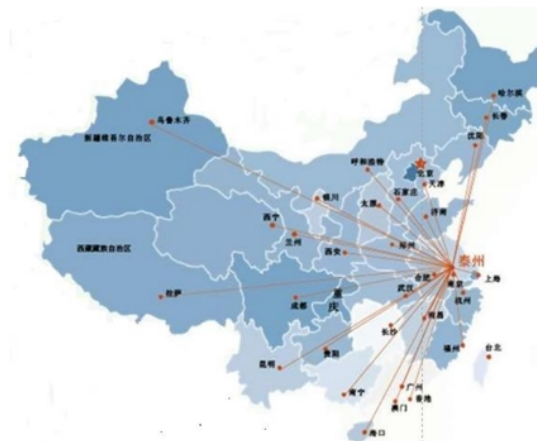 哈尔滨
长春
乌鲁木齐
沈阳
新疆维吾尔自治区
呼和浩特
北京
天津
银川
石家庄
太原
济南
西宁
兰州
郑州
西安
西藏藏族自治区
泰州
合肥
上海
南京
拉萨
武汉
重庆
成都
杭州
南昌
长沙
福州
台北
贵阳
昆明
广州
南宁
香港
澳门
海口